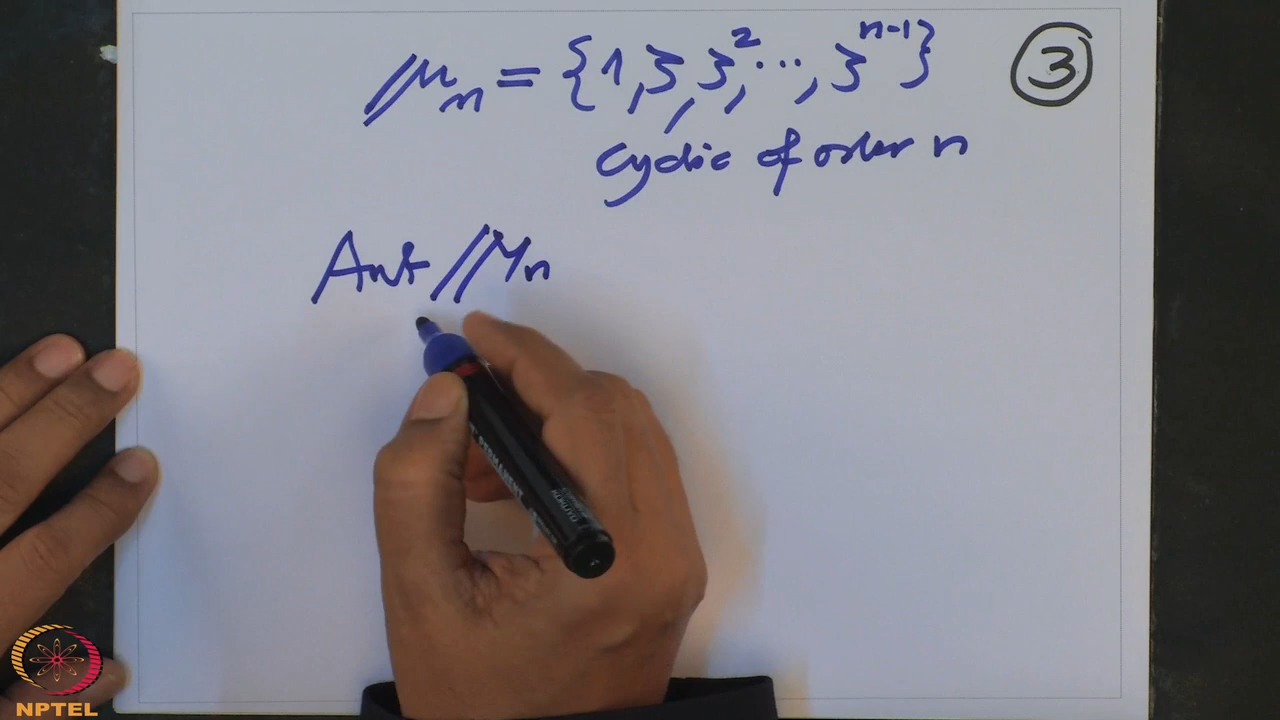 μₙ = {1, ζ, ζ², ⋯, ζⁿ⁻¹}
③
cyclic of order n
Aut μₙ
NPTEL